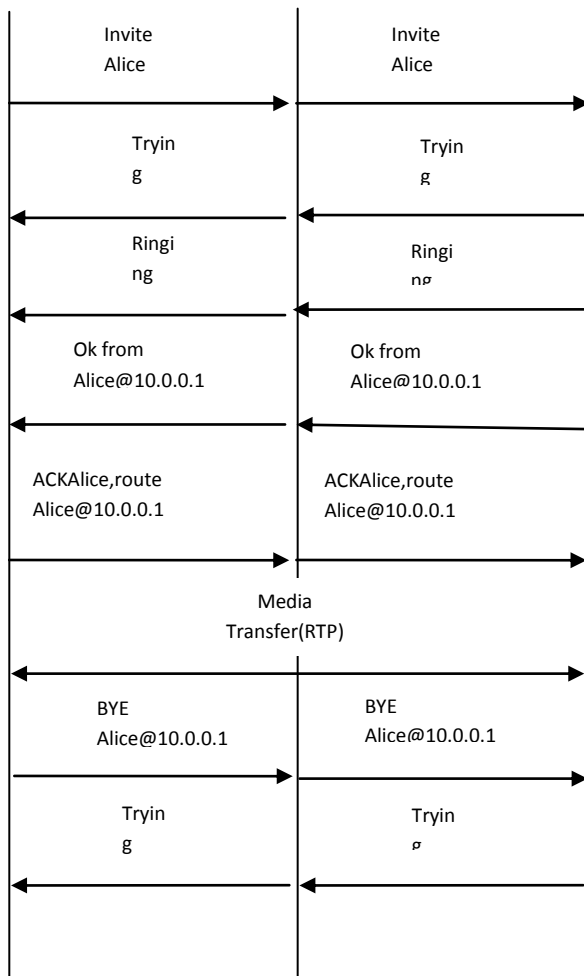 Invite
Alice
Invite
Alice
Tryin
g
Tryin
g
Ringi
ng
Ringi
ng
Ok from
Alice@10.0.0.1
Ok from
Alice@10.0.0.1
ACKAlice,route
Alice@10.0.0.1
ACKAlice,route
Alice@10.0.0.1
Media
Transfer(RTP)
BYE
Alice@10.0.0.1
BYE
Alice@10.0.0.1
Tryin
g
Tryin
g